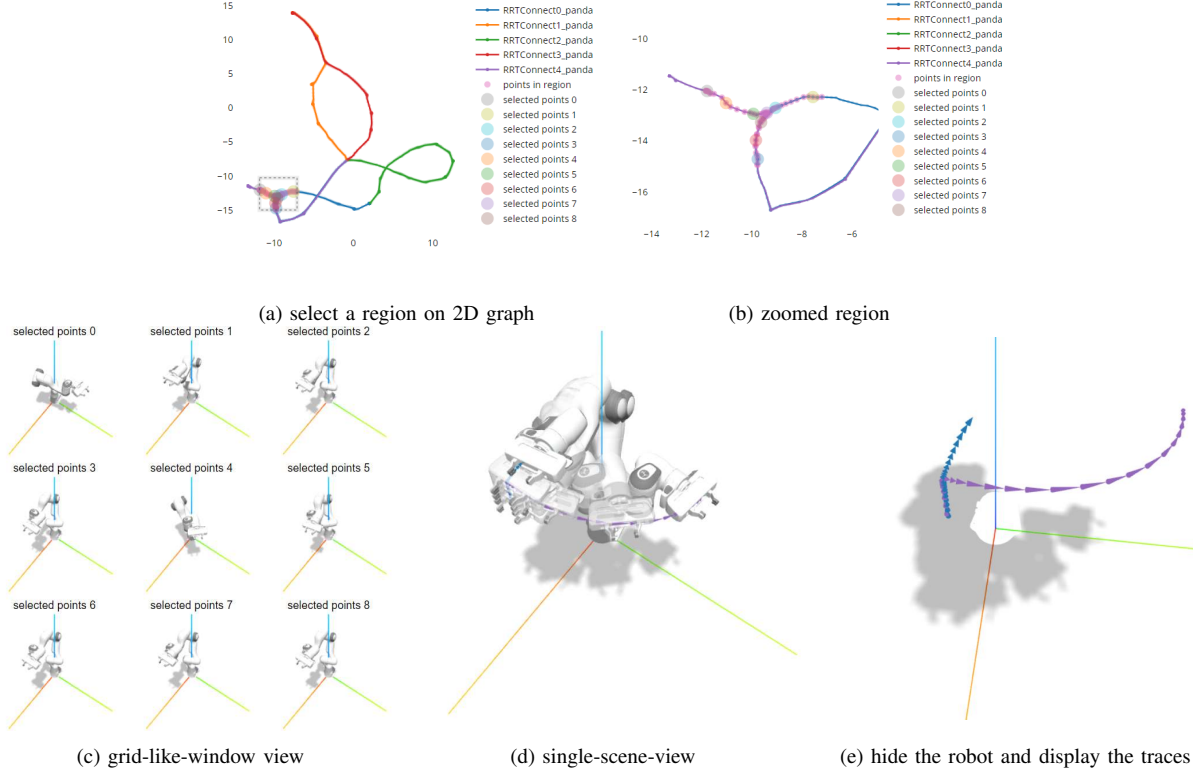 15
10
5
0
−5
−10
−15
−10
0
10
RRTConnect0_panda
RRTConnect1_panda
RRTConnect2_panda
RRTConnect3_panda
RRTConnect4_panda
points in region
selected points 0
selected points 1
selected points 2
selected points 3
selected points 4
selected points 5
selected points 6
selected points 7
selected points 8
(a) select a region on 2D graph
−10
−12
−14
−16
−14
−12
−10
−8
−6
RRTConnect0_panda
RRTConnect1_panda
RRTConnect2_panda
RRTConnect3_panda
RRTConnect4_panda
points in region
selected points 0
selected points 1
selected points 2
selected points 3
selected points 4
selected points 5
selected points 6
selected points 7
selected points 8
(b) zoomed region
selected points 0
selected points 1
selected points 2
selected points 3
selected points 4
selected points 5
selected points 6
selected points 7
selected points 8
(c) grid-like-window view
(d) single-scene-view
(e) hide the robot and display the traces